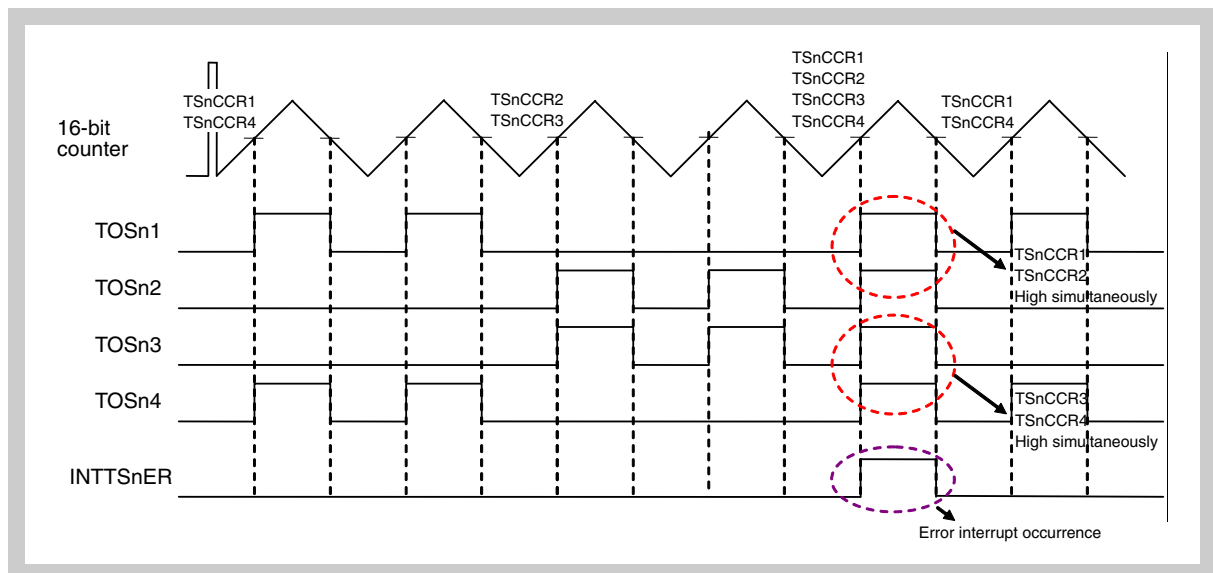 TSnCCR1
TSnCCR4
TSnCCR2
TSnCCR3
TSnCCR1
TSnCCR2
TSnCCR3
TSnCCR4
TSnCCR1
TSnCCR4
16-bit
counter
TOSn1
TSnCCR1
TSnCCR2
High simultaneously
TOSn2
TOSn3
TOSn4
TSnCCR3
TSnCCR4
High simultaneously
INTTSnER
Error interrupt occurrence